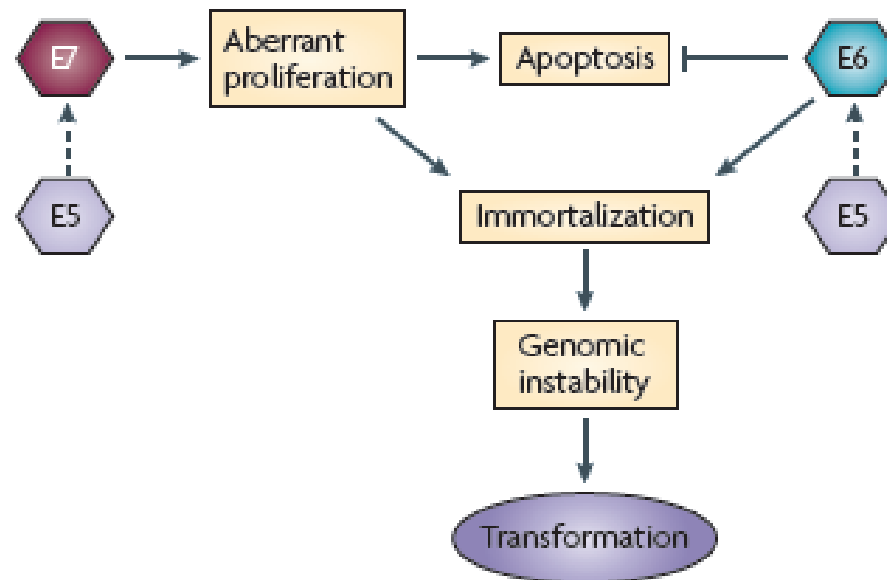 E7
Aberrant
proliferation
Apoptosis
E6
E5
Immortalization
E5
Genomic
instability
Transformation